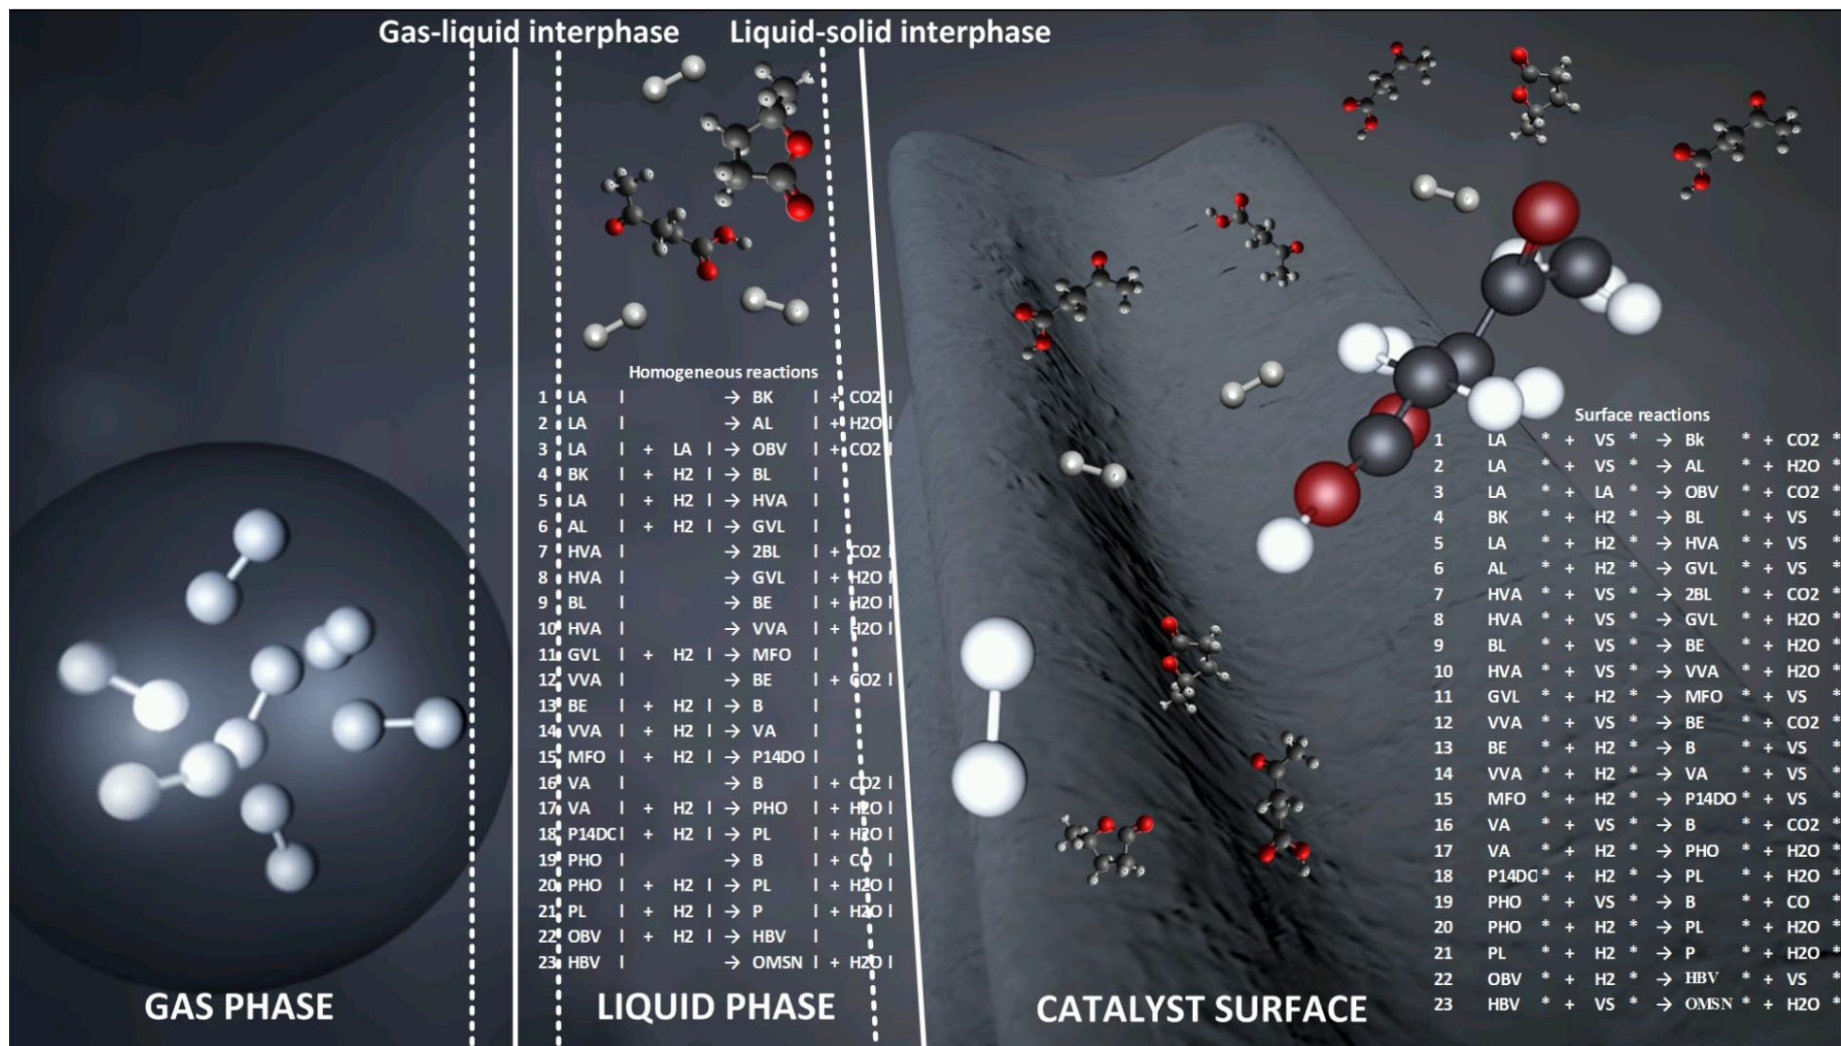 Gas-liquid interphase
Liquid-solid interphase
Homogeneous reactions
1 LA l → BK l + CO2 l
2 LA l → AL l + H2O l
3 LA l + LA l → OBV l + CO2 l
4 BK l + H2 l → BL l
5 LA l + H2 l → HVA l
6 AL l + H2 l → GVL l
7 HVA l → 2BL l + CO2 l
8 HVA l → GVL l + H2O l
9 BL l → BE l + H2O l
10 HVA l → VVA l + H2O l
11 GVL l + H2 l → MFO l
12 VVA l → BE l + CO2 l
13 BE l + H2 l → B l
14 VVA l + H2 l → VA l
15 MFO l + H2 l → P14DO l
16 VA l → B l + CO2 l
17 VA l + H2 l → PHO l + H2O l
18 P14DC l + H2 l → PL l + H2O l
19 PHO l → B l + CO l
20 PHO l + H2 l → PL l + H2O l
21 PL l + H2 l → P l + H2O l
22 OBV l + H2 l → HBV l
23 HBV l → OMSN l + H2O l
Surface reactions
1 LA * + VS * → Bk * + CO2 *
2 LA * + VS * → AL * + H2O *
3 LA * + LA * → OBV * + CO2 *
4 BK * + H2 * → BL * + VS *
5 LA * + H2 * → HVA * + VS *
6 AL * + H2 * → GVL * + VS *
7 HVA * + VS * → 2BL * + CO2 *
8 HVA * + VS * → GVL * + H2O *
9 BL * + VS * → BE * + H2O *
10 HVA * + VS * → VVA * + H2O *
11 GVL * + H2 * → MFO * + VS *
12 VVA * + VS * → BE * + CO2 *
13 BE * + H2 * → B * + VS *
14 VVA * + H2 * → VA * + VS *
15 MFO * + H2 * → P14DO * + VS *
16 VA * + VS * → B * + CO2 *
17 VA * + H2 * → PHO * + H2O *
18 P14DC * + H2 * → PL * + H2O *
19 PHO * + VS * → B * + CO *
20 PHO * + H2 * → PL * + H2O *
21 PL * + H2 * → P * + H2O *
22 OBV * + H2 * → HBV * + VS *
23 HBV * + VS * → OMSN * + H2O *
GAS PHASE
LIQUID PHASE
CATALYST SURFACE